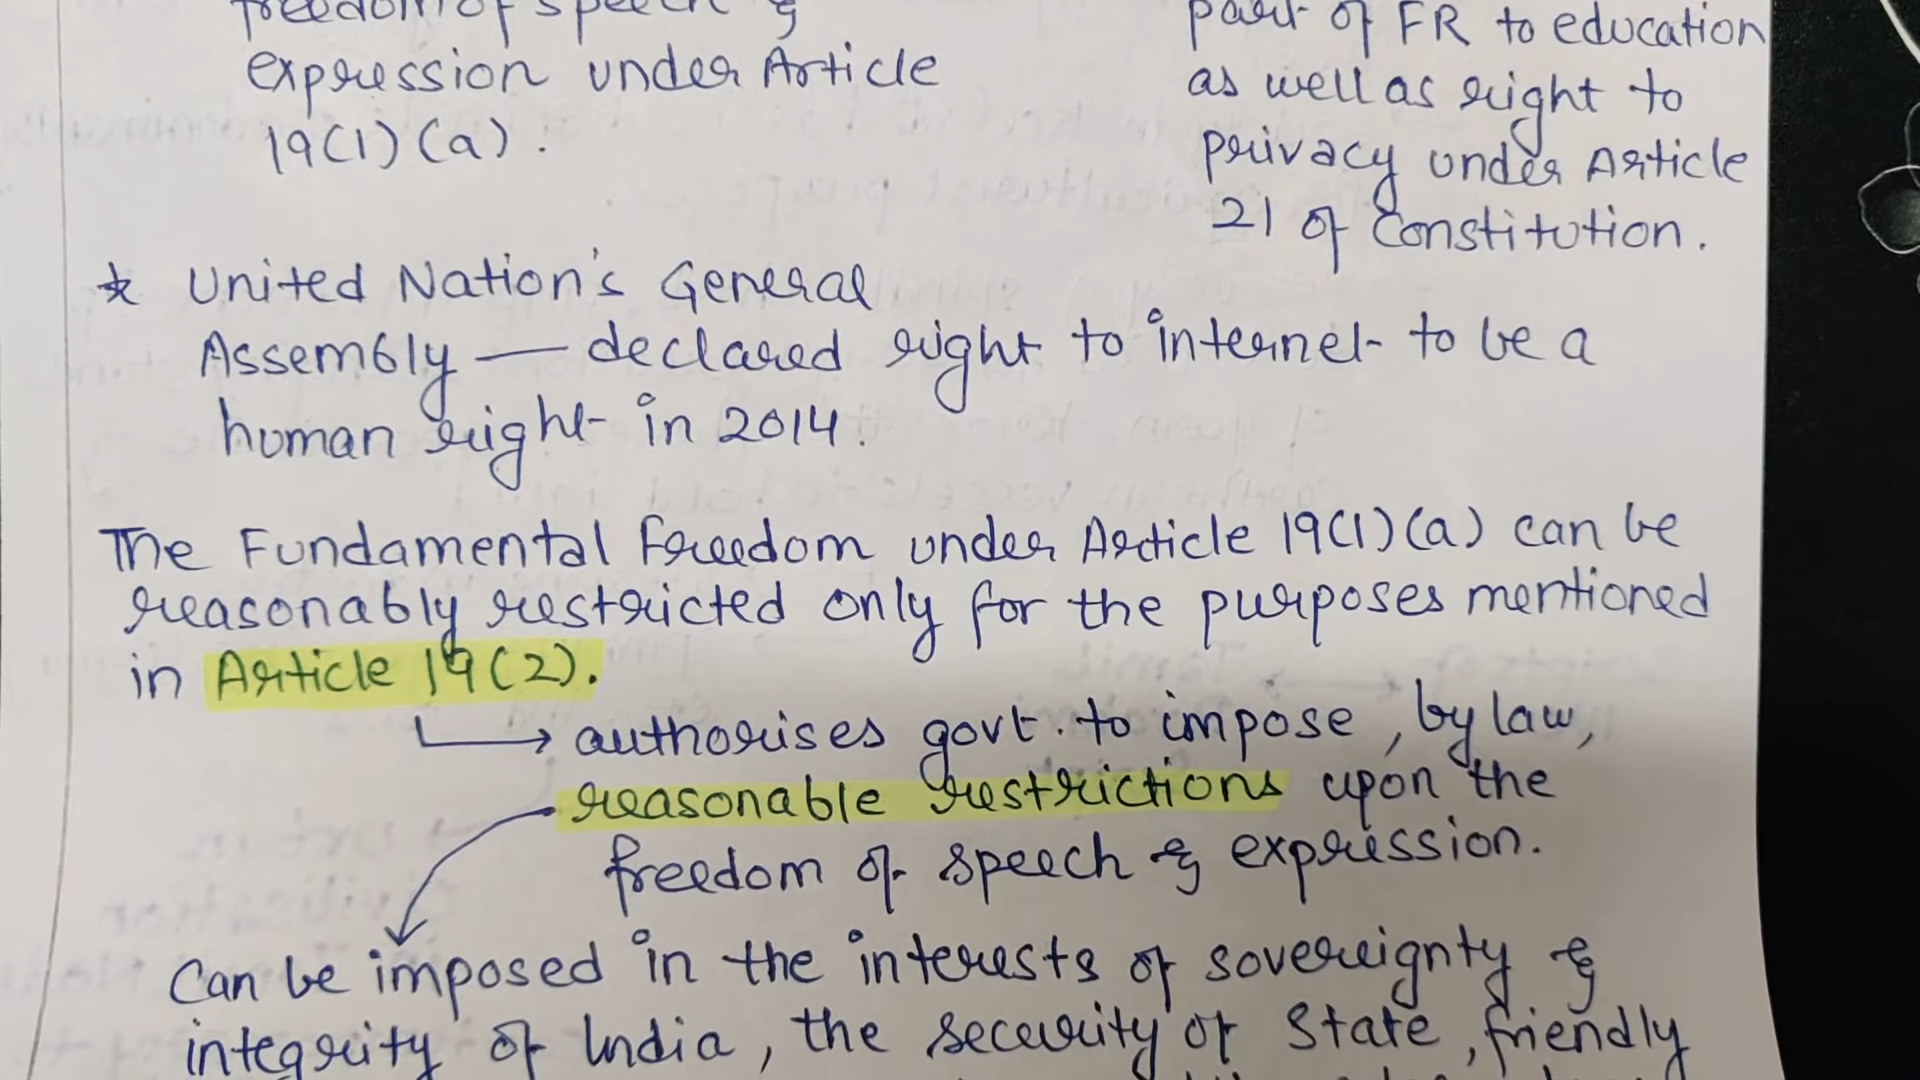 freedom of speech &
expression under Article
19(1)(a).
part of FR to education
as well as right to
privacy under Article
21 of Constitution.
* United Nation's General
Assembly — declared right to internet to be a
human right in 2014.
The Fundamental Freedom under Article 19(1)(a) can be
reasonably restricted only for the purposes mentioned
in Article 19(2).
↳ authorises govt. to impose, by law,
reasonable restrictions upon the
freedom of speech & expression.
Can be imposed in the interests of sovereignty &
integrity of India, the security of State, friendly